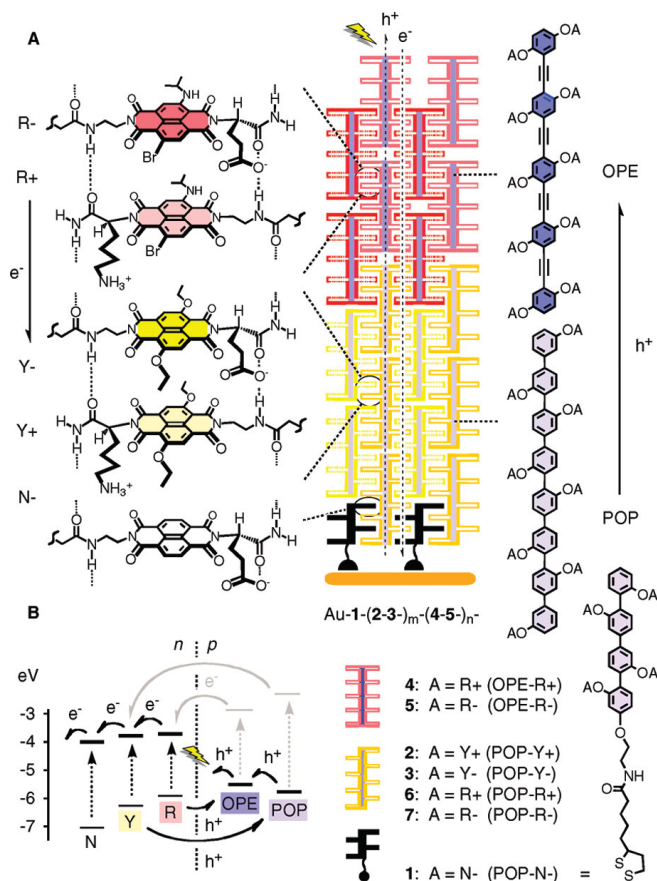 A
h⁺
e⁻
OA
AO
OA
AO
OA
AO
OA
AO
OA
AO
OPE
R-
O
N
H
O
O
HN
N
N
O
O
Br
H
O
H
N
H
O
O⁻
R+
H
N
H
O
H
N
N
O
O
HN
O
O
Br
H
N
O
NH₃⁺
e⁻
Y-
O
N
H
O
O
O
N
N
O
O
O
H
O
H
N
H
O
O⁻
Y+
H
N
H
O
H
N
N
O
O
O
O
O
O
H
N
O
NH₃⁺
N-
O
N
H
O
O
N
N
O
O
H
O
H
N
H
O
O⁻
h⁺
OA
AO
OA
AO
OA
AO
OA
AO
POP
Au-1-(2-3-)m-(4-5-)n-
B
eV
-3
-4
-5
-6
-7
n
p
e⁻
e⁻
e⁻
e⁻
h⁺
h⁺
h⁺
h⁺
N
Y
R
OPE
POP
4: A = R+ (OPE-R+)
5: A = R- (OPE-R-)
2: A = Y+ (POP-Y+)
3: A = Y- (POP-Y-)
6: A = R+ (POP-R+)
7: A = R- (POP-R-)
1: A = N- (POP-N-) =
OA
AO
OA
AO
O
NH
O
S
S